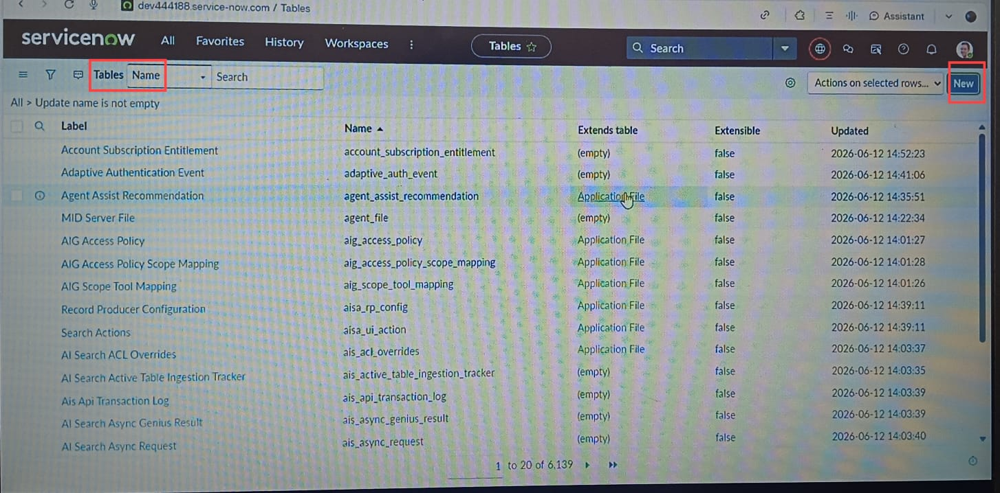 dev444188.service-now.com / Tables
Assistant
servicenow All Favorites History Workspaces Tables Search
Tables Name Search Actions on selected rows... New
All > Update name is not empty
Label Name Extends table Extensible Updated
Account Subscription Entitlement account_subscription_entitlement (empty) false 2026-06-12 14:52:23
Adaptive Authentication Event adaptive_auth_event (empty) false 2026-06-12 14:41:06
Agent Assist Recommendation agent_assist_recommendation Application File false 2026-06-12 14:35:51
MID Server File agent_file (empty) false 2026-06-12 14:22:34
AIG Access Policy aig_access_policy Application File false 2026-06-12 14:01:27
AIG Access Policy Scope Mapping aig_access_policy_scope_mapping Application File false 2026-06-12 14:01:28
AIG Scope Tool Mapping aig_scope_tool_mapping Application File false 2026-06-12 14:01:26
Record Producer Configuration aisa_rp_config Application File false 2026-06-12 14:39:11
Search Actions aisa_ui_action Application File false 2026-06-12 14:39:11
AI Search ACL Overrides ais_acl_overrides Application File false 2026-06-12 14:03:37
AI Search Active Table Ingestion Tracker ais_active_table_ingestion_tracker (empty) false 2026-06-12 14:03:35
Ais Api Transaction Log ais_api_transaction_log (empty) false 2026-06-12 14:03:39
AI Search Async Genius Result ais_async_genius_result (empty) false 2026-06-12 14:03:39
AI Search Async Request ais_async_request (empty) false 2026-06-12 14:03:40
1 to 20 of 6,139